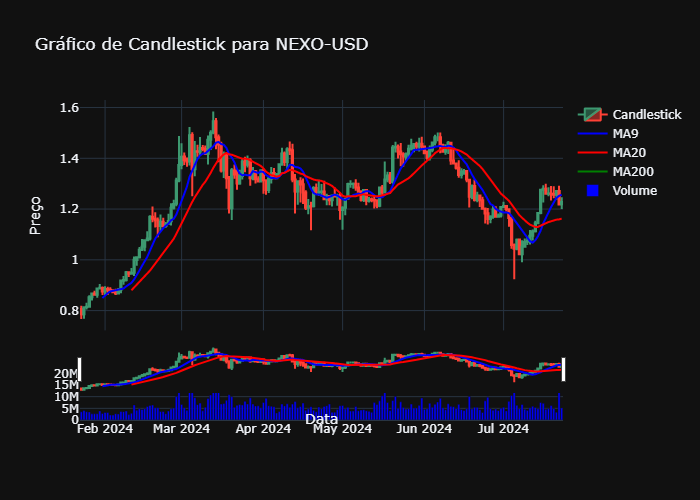 Gráfico de Candlestick para NEXO-USD
Candlestick
MA9
MA20
MA200
Volume
Preço
1.6
1.4
1.2
1
0.8
20M
15M
10M
5M
0
Feb 2024 Mar 2024 Apr 2024 May 2024 Jun 2024 Jul 2024
Data